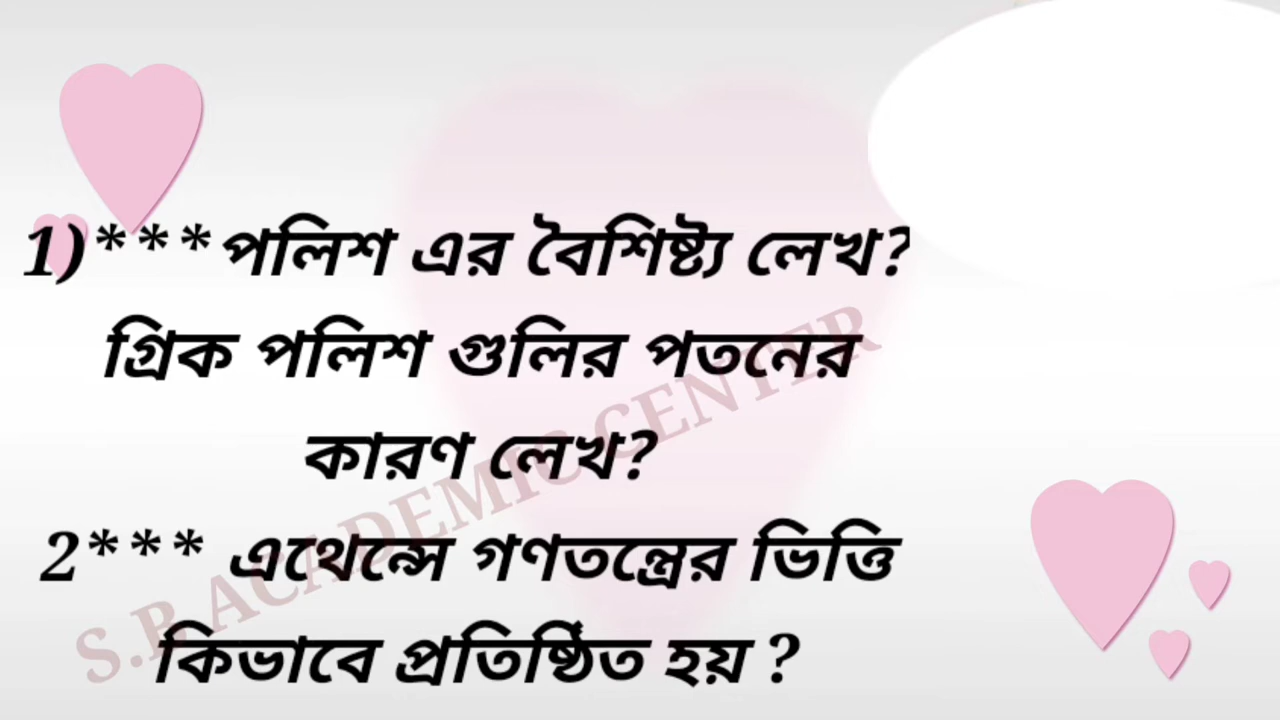 1)***পলিশ এর বৈশিষ্ট্য লেখ?
গ্রিক পলিশ গুলির পতনের
কারণ লেখ?
2*** এথেন্সে গণতন্ত্রের ভিত্তি
কিভাবে প্রতিষ্ঠিত হয় ?
S.R ACADEMIC CENTER